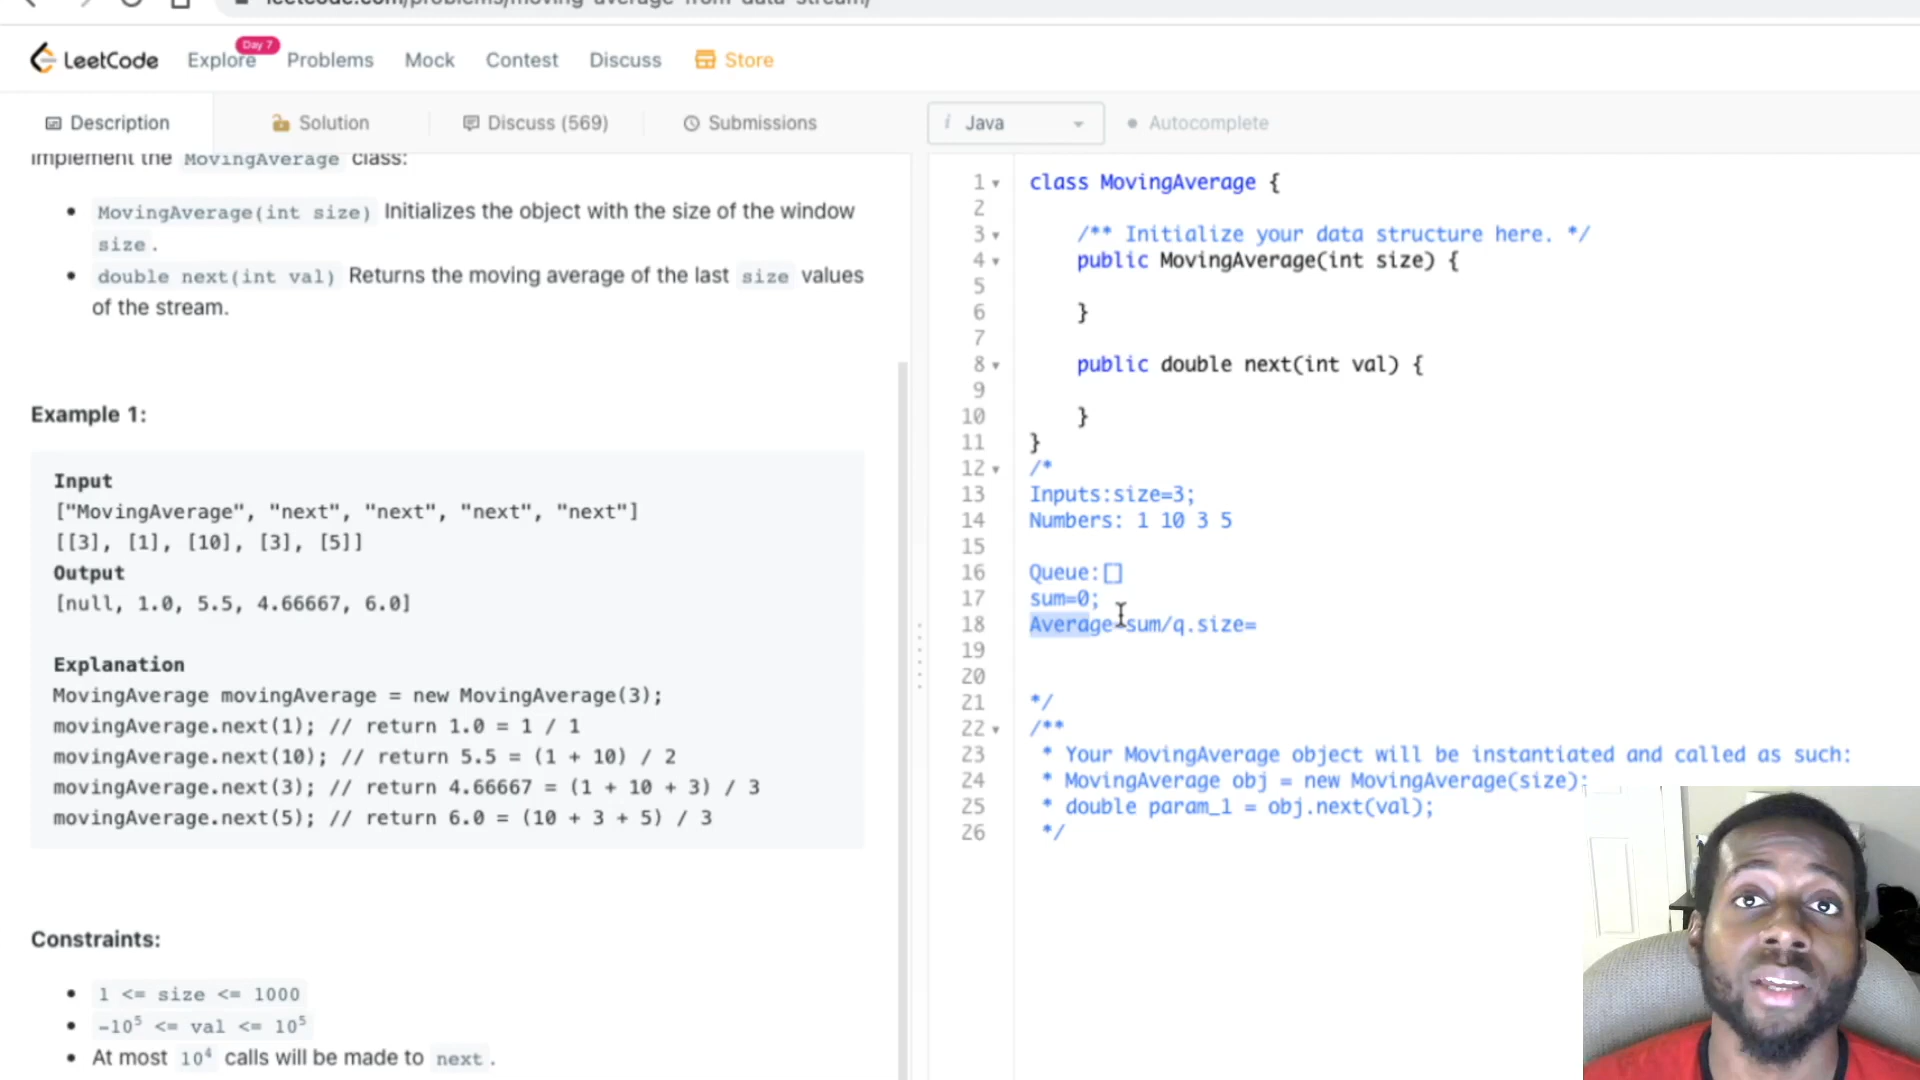 leetcode.com/problems/moving-average-from-data-stream/
LeetCode
Explore
Day 7
Problems
Mock
Contest
Discuss
Store
Description
Solution
Discuss (569)
Submissions
i Java
Autocomplete
Implement the MovingAverage class:
• MovingAverage(int size) Initializes the object with the size of the window
size .
• double next(int val) Returns the moving average of the last size values
of the stream.
Example 1:
Input
["MovingAverage", "next", "next", "next", "next"]
[[3], [1], [10], [3], [5]]
Output
[null, 1.0, 5.5, 4.66667, 6.0]
Explanation
MovingAverage movingAverage = new MovingAverage(3);
movingAverage.next(1); // return 1.0 = 1 / 1
movingAverage.next(10); // return 5.5 = (1 + 10) / 2
movingAverage.next(3); // return 4.66667 = (1 + 10 + 3) / 3
movingAverage.next(5); // return 6.0 = (10 + 3 + 5) / 3
Constraints:
• 1 <= size <= 1000
• -10⁵ <= val <= 10⁵
• At most 10⁴ calls will be made to next .
1 class MovingAverage {
2
3 /** Initialize your data structure here. */
4 public MovingAverage(int size) {
5
6 }
7
8 public double next(int val) {
9
10 }
11 }
12 /*
13 Inputs:size=3;
14 Numbers: 1 10 3 5
15
16 Queue:[]
17 sum=0;
18 Average=sum/q.size=
19
20
21 */
22 /**
23 * Your MovingAverage object will be instantiated and called as such:
24 * MovingAverage obj = new MovingAverage(size);
25 * double param_1 = obj.next(val);
26 */